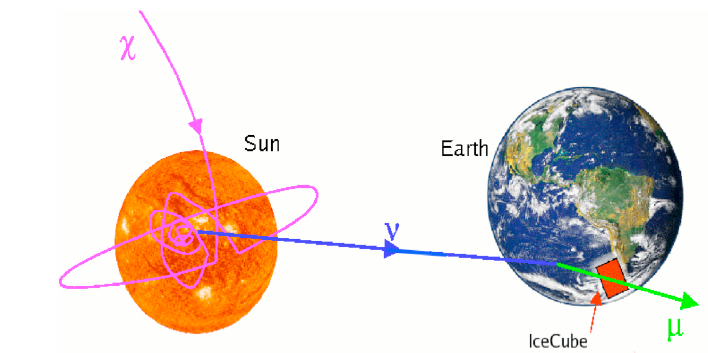 χ
Sun
Earth
ν
μ
IceCube